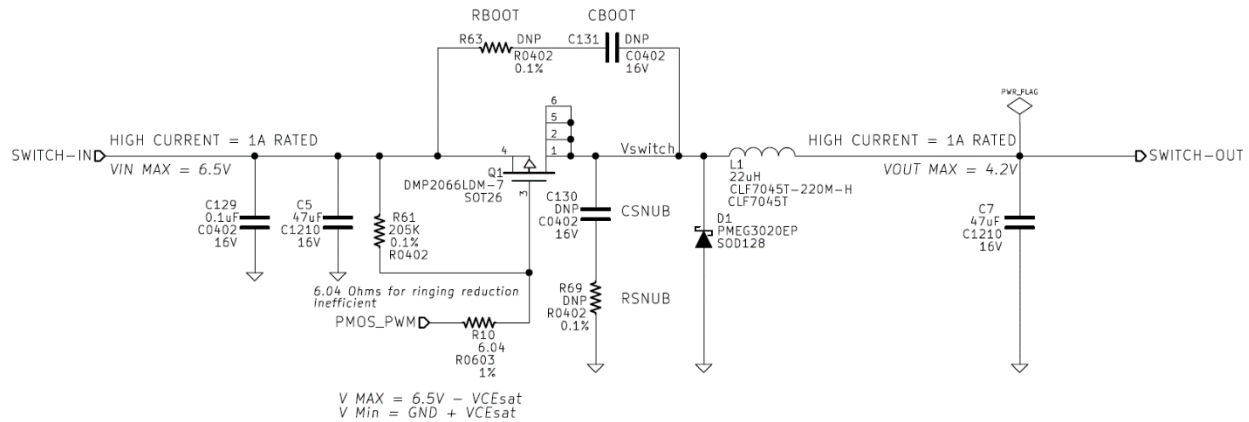 RBOOT
CBOOT
R63
DNP
R0402
0.1%
C131
DNP
C0402
16V
PWR_FLAG
6
5
2
1
4
3
HIGH CURRENT = 1A RATED
SWITCH-IN
VIN MAX = 6.5V
Vswitch
HIGH CURRENT = 1A RATED
VOUT MAX = 4.2V
SWITCH-OUT
Q1
DMP2066LDM-7
SOT26
L1
22uH
CLF7045T-220M-H
CLF7045T
C129
0.1uF
C0402
16V
C5
47uF
C1210
16V
R61
205K
0.1%
R0402
C130
DNP
C0402
16V
CSNUB
D1
PMEG3020EP
SOD128
C7
47uF
C1210
16V
6.04 Ohms for ringing reduction
Inefficient
R69
DNP
R0402
0.1%
RSNUB
PMOS_PWM
R10
6.04
R0603
1%
V MAX = 6.5V - VCEsat
V Min = GND + VCEsat